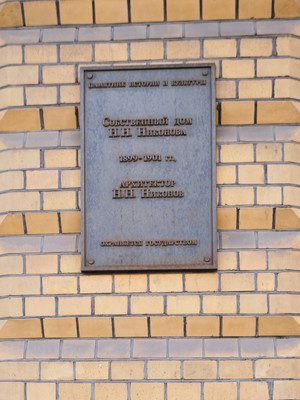 Памятник истории и культуры
Собственный дом
Н.Н. Никонова
1899-1901 гг.
архитектор
Н.Н. Никонов
охраняется государством